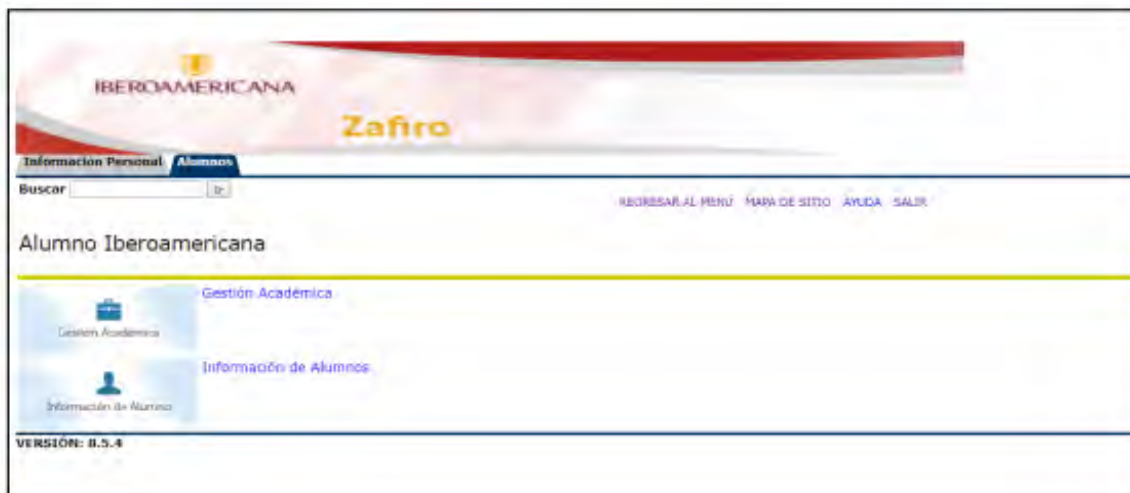 IBEROAMERICANA
Zafiro
Información Personal Alumnos
Buscar Ir
REGRESAR AL MENÚ MAPA DE SITIO AYUDA SALIR
Alumno Iberoamericana
Gestión Académica
Gestión Académica
Información de Alumnos
Información de Alumno
VERSIÓN: 8.5.4